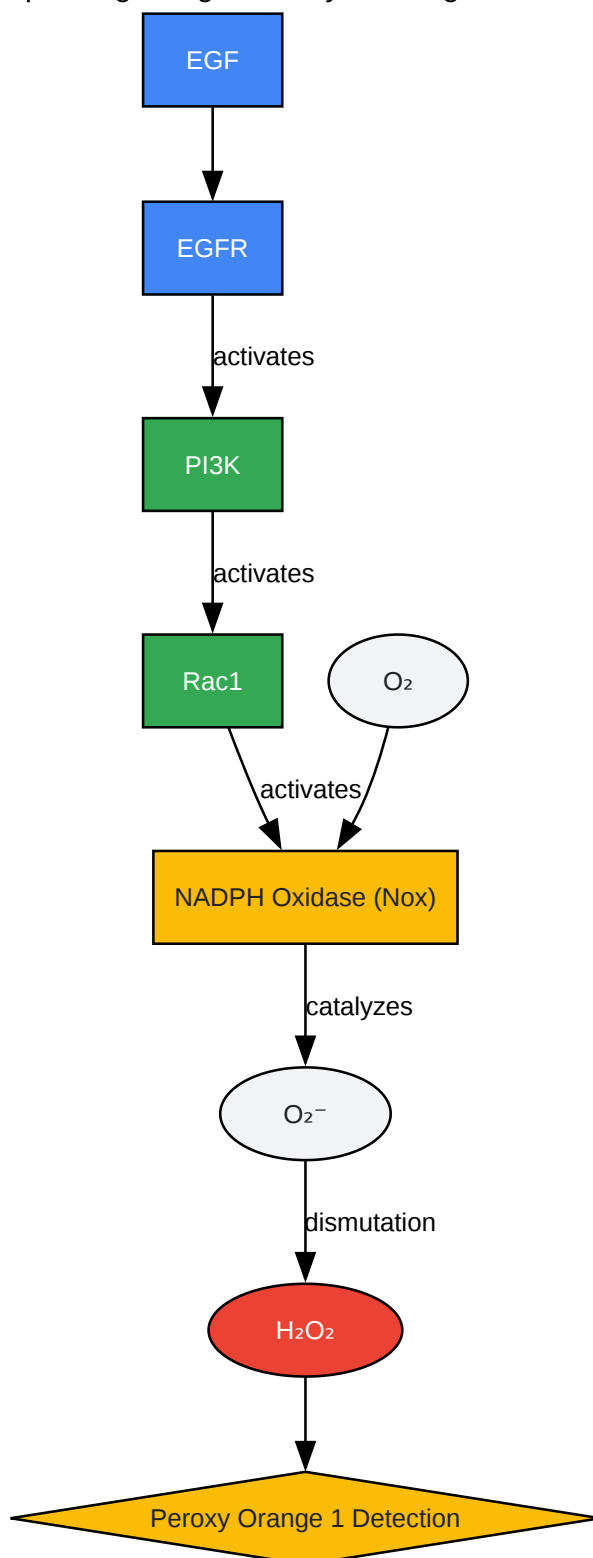 EGF
EGFR
activates
PI3K
activates
Rac1
O₂
activates
NADPH Oxidase (Nox)
catalyzes
O₂⁻
dismutation
H₂O₂
Peroxy Orange 1 Detection